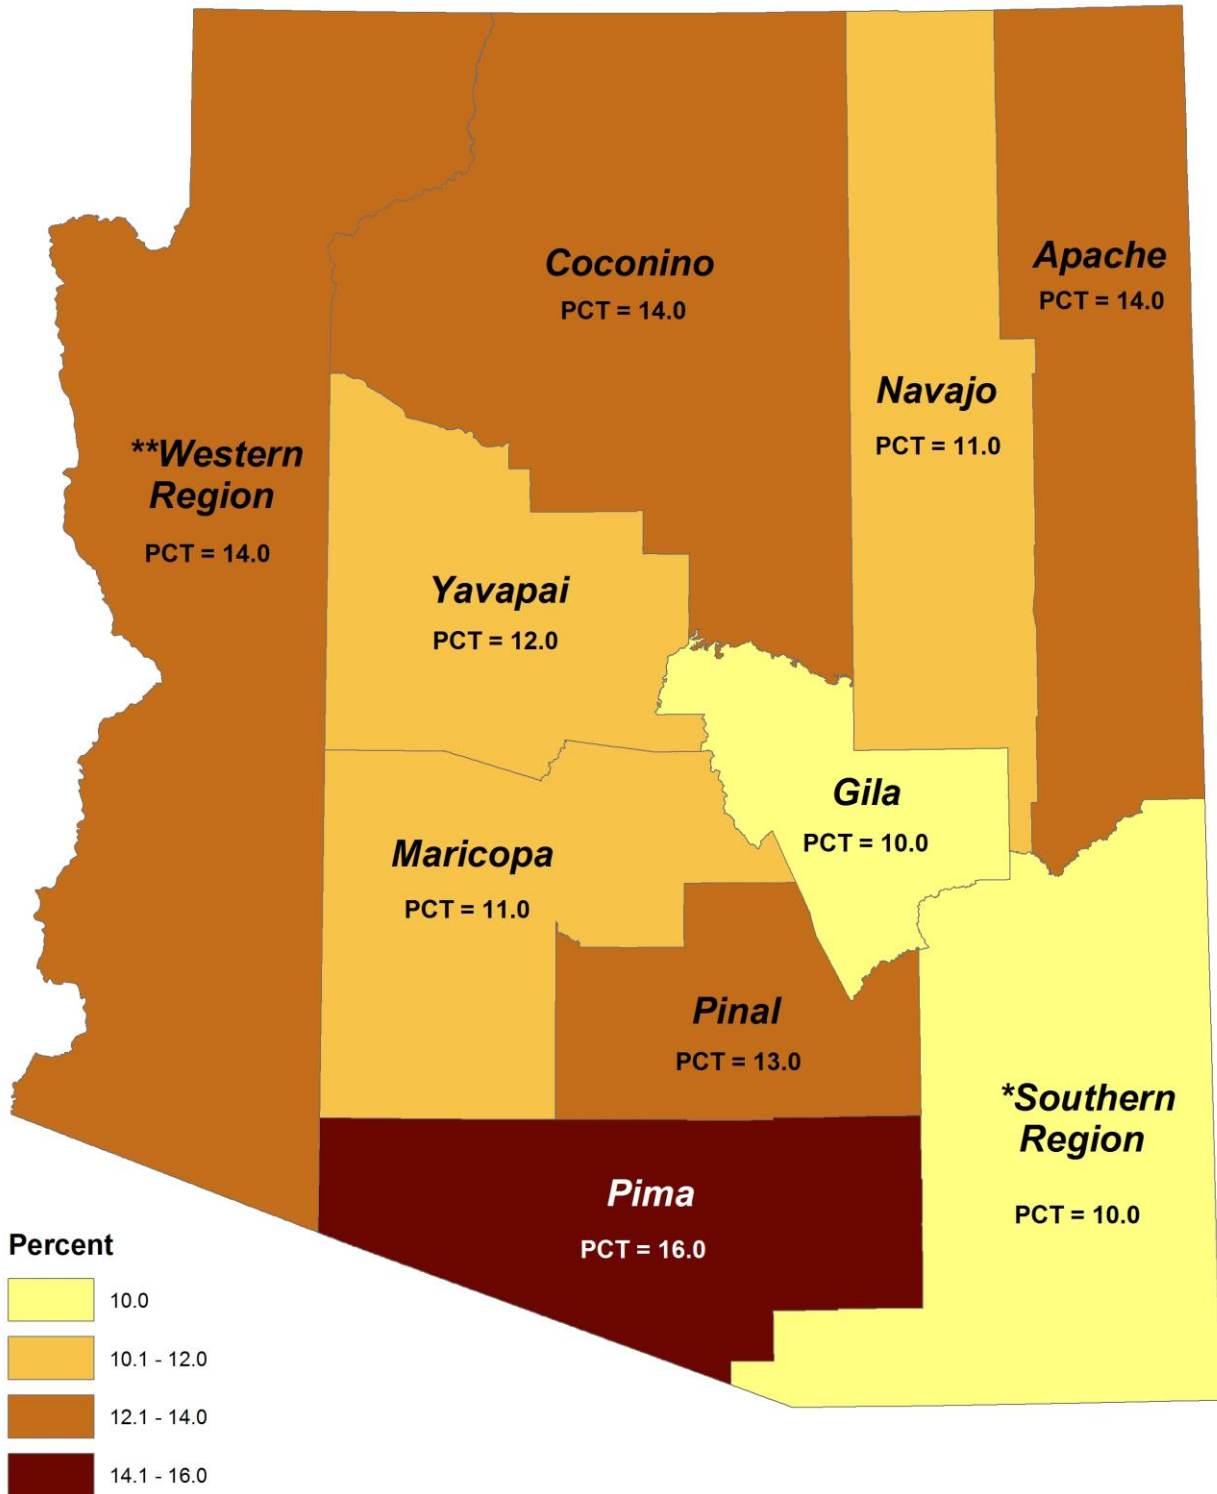 Coconino
PCT = 14.0
Apache
PCT = 14.0
Navajo
PCT = 11.0
**Western
Region
PCT = 14.0
Yavapai
PCT = 12.0
Gila
PCT = 10.0
Maricopa
PCT = 11.0
Pinal
PCT = 13.0
*Southern
Region
PCT = 10.0
Pima
PCT = 16.0
Percent
10.0
10.1 - 12.0
12.1 - 14.0
14.1 - 16.0